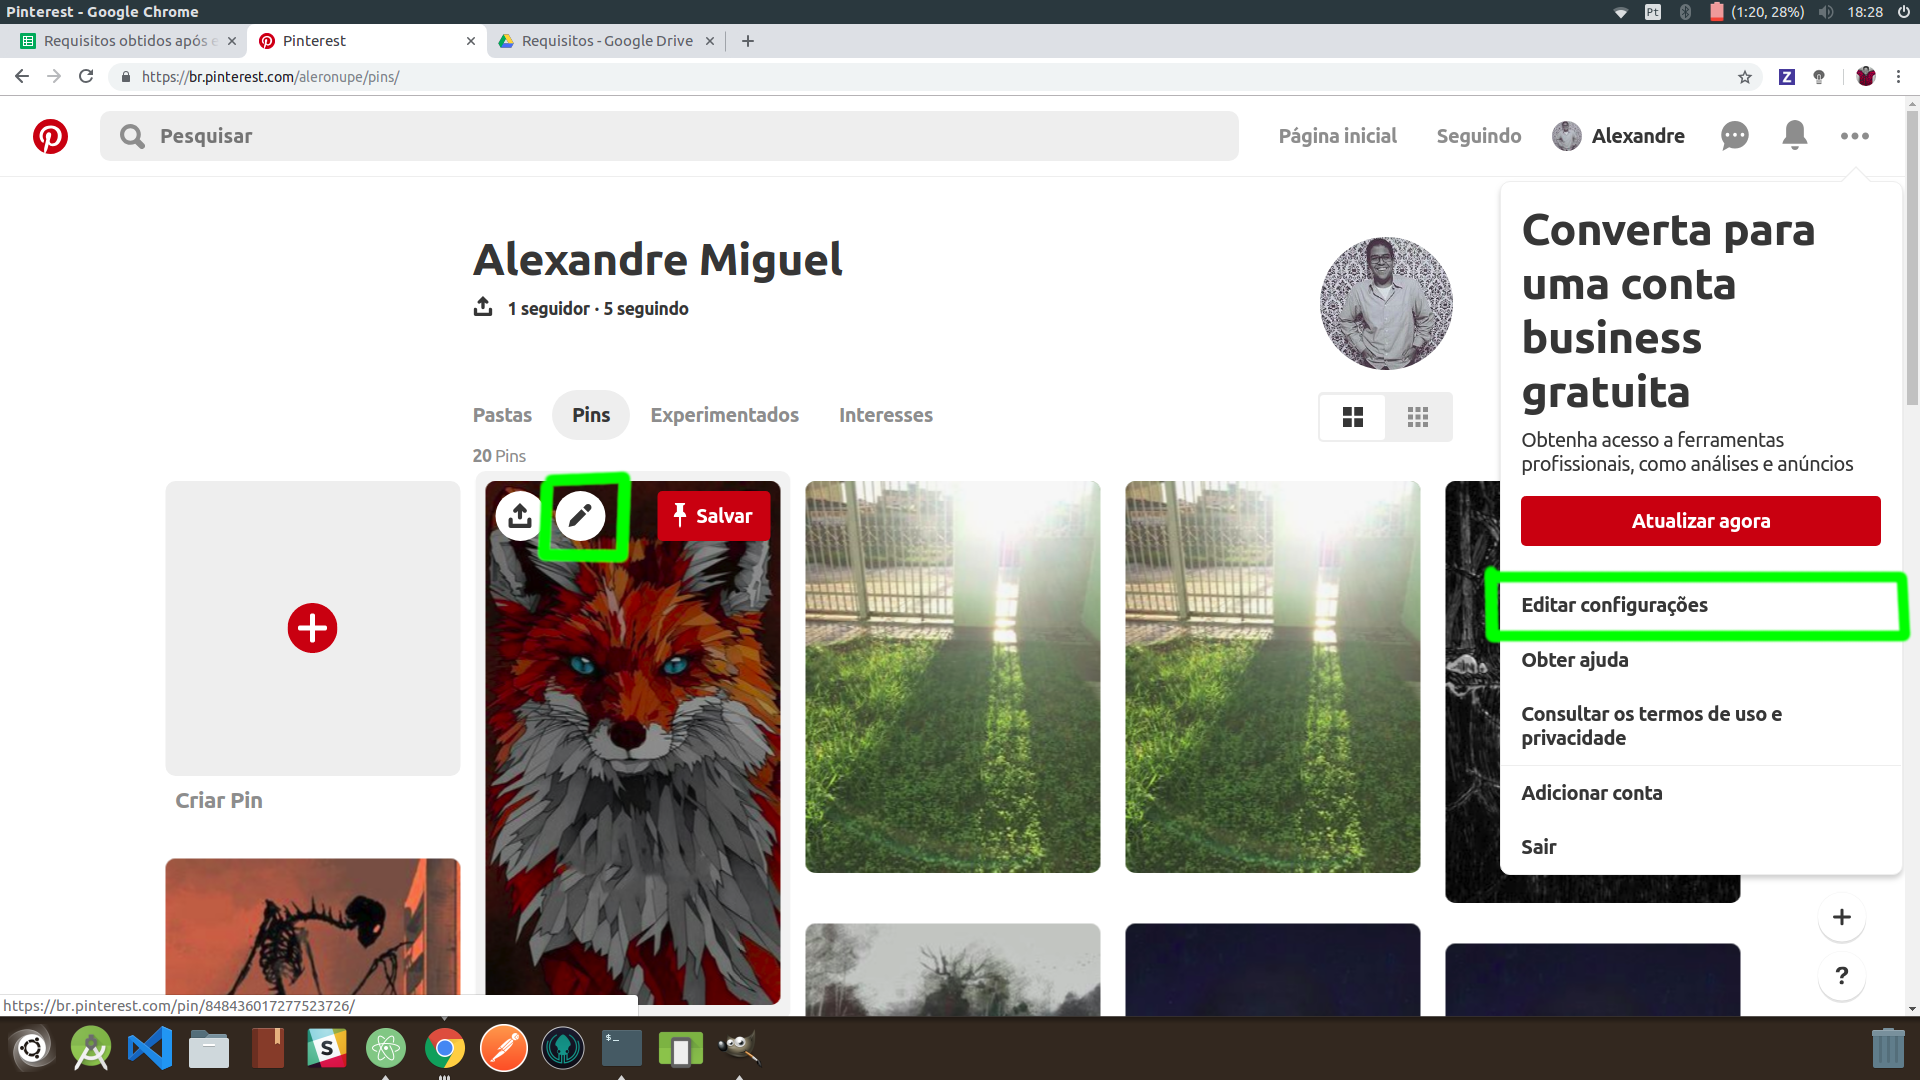 Pinterest - Google Chrome
Pt
(1:20, 28%)
18:28
Requisitos obtidos após e
Pinterest
Requisitos - Google Drive
https://br.pinterest.com/aleronupe/pins/
Z
Pesquisar
Página inicial
Seguindo
Alexandre
Alexandre Miguel
1 seguidor · 5 seguindo
Pastas
Pins
Experimentados
Interesses
20 Pins
Salvar
Criar Pin
Converta para
uma conta
business
gratuita
Obtenha acesso a ferramentas
profissionais, como análises e anúncios
Atualizar agora
Editar configurações
Obter ajuda
Consultar os termos de uso e
privacidade
Adicionar conta
Sair
+
?
https://br.pinterest.com/pin/848436017277523726/
S
$_